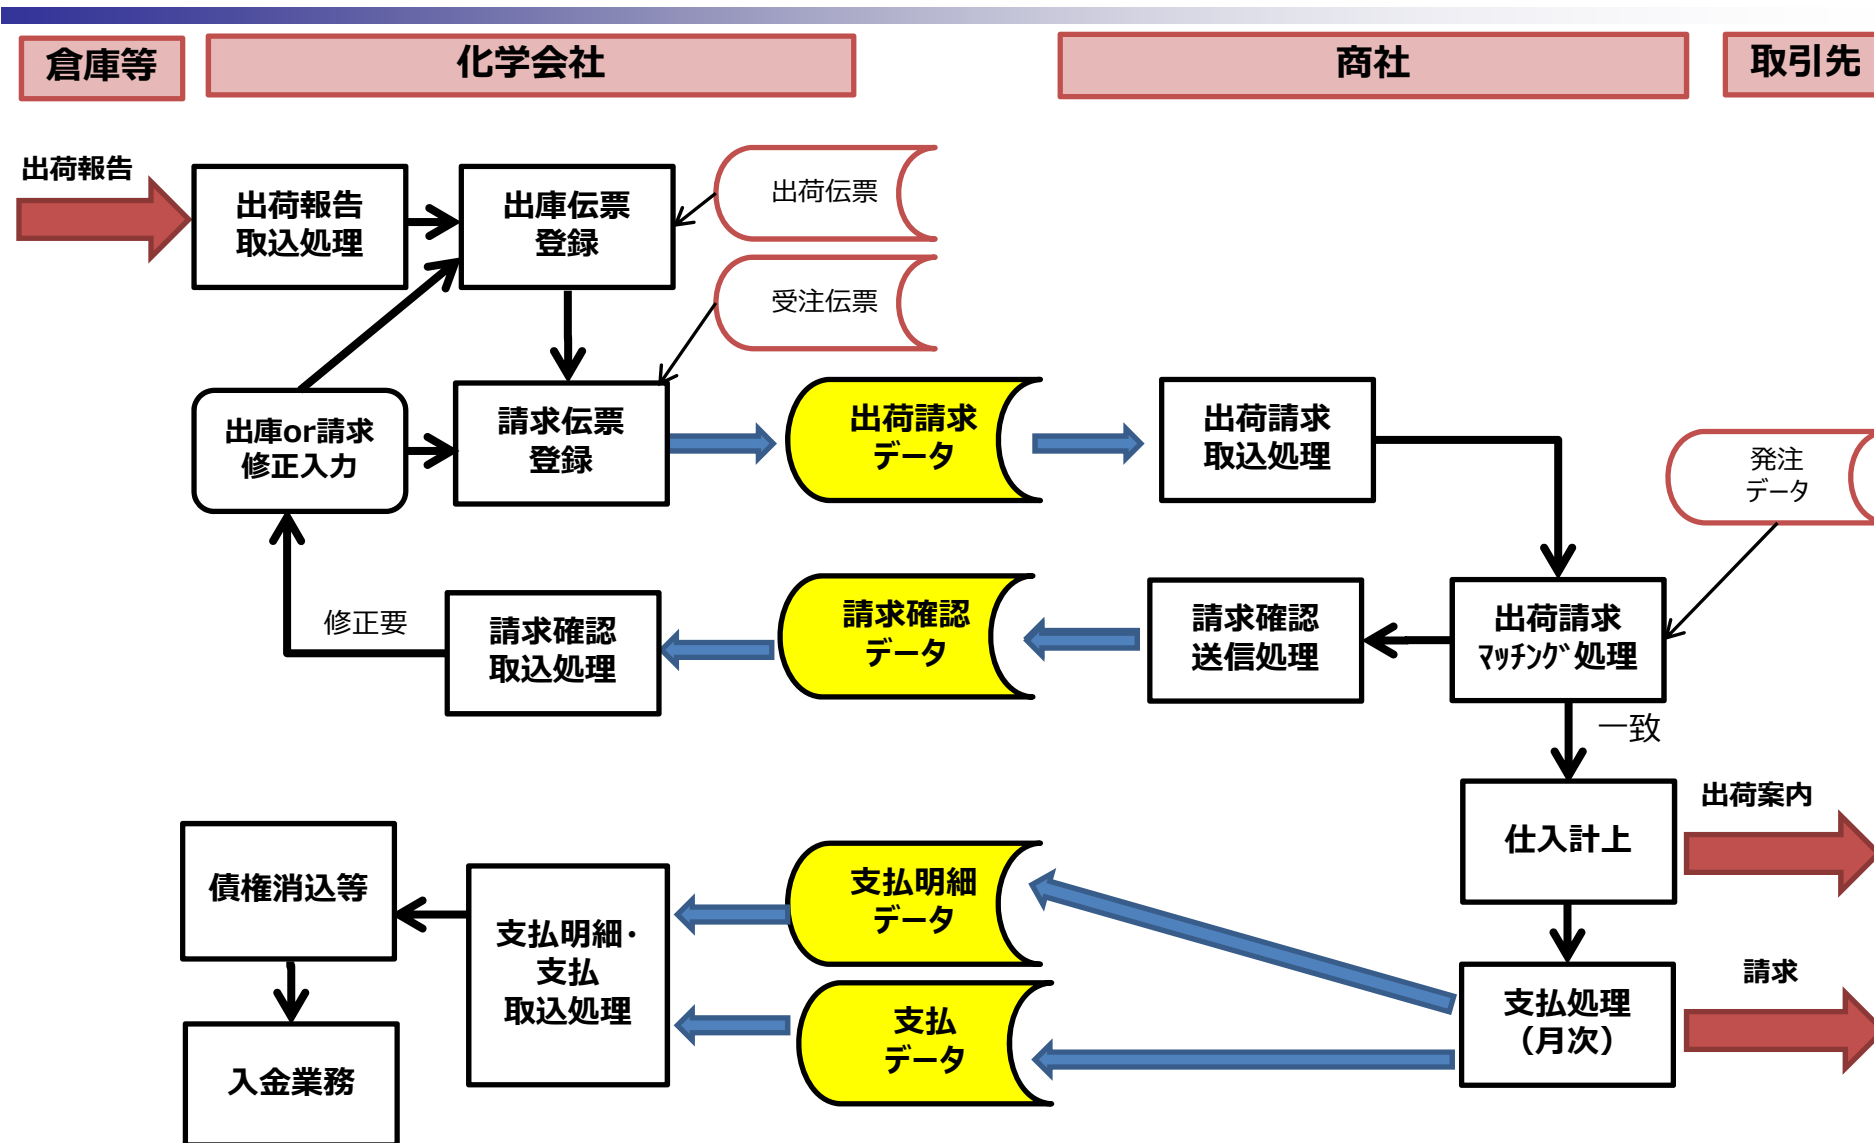 倉庫等
化学会社
商社
取引先
出荷報告
出荷報告
取込処理
出庫伝票
登録
出荷伝票
受注伝票
出庫or請求
修正入力
請求伝票
登録
出荷請求
データ
出荷請求
取込処理
発注
データ
修正要
請求確認
取込処理
請求確認
データ
請求確認
送信処理
出荷請求
ﾏｯﾁﾝｸﾞ処理
一致
仕入計上
出荷案内
債権消込等
支払明細・
支払
取込処理
支払明細
データ
支払
データ
支払処理
（月次）
請求
入金業務